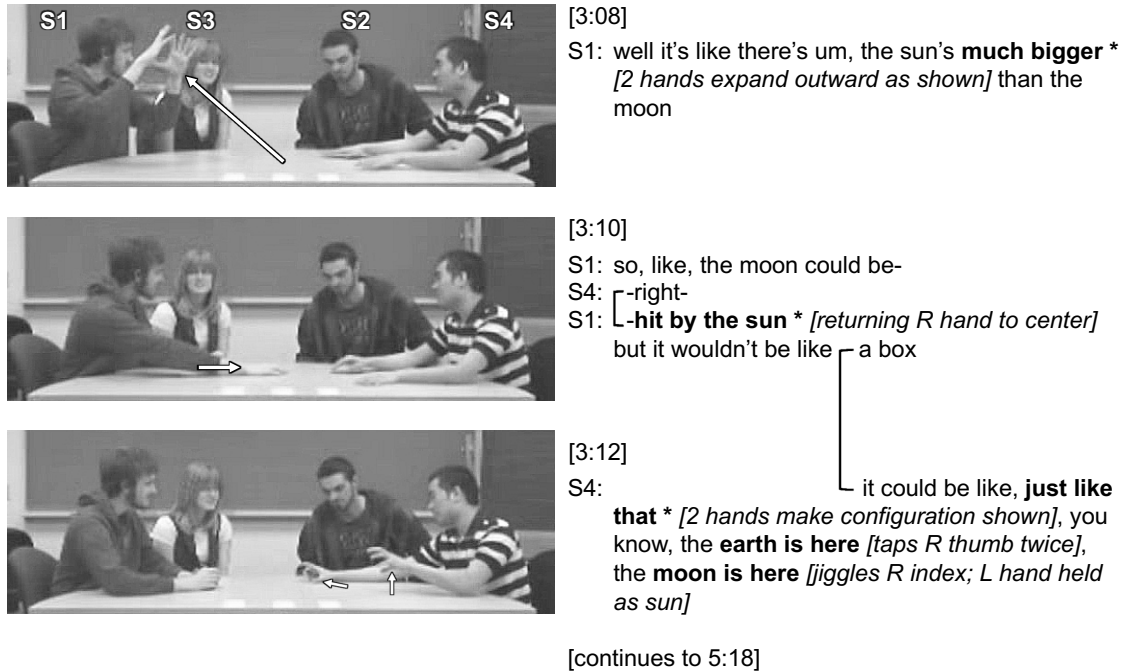 S1 S3 S2 S4
[3:08]
S1: well it's like there's um, the sun's much bigger *
[2 hands expand outward as shown] than the
moon
[3:10]
S1: so, like, the moon could be-
S4: -right-
S1: -hit by the sun * [returning R hand to center]
but it wouldn't be like a box
[3:12]
S4: it could be like, just like
that * [2 hands make configuration shown], you
know, the earth is here [taps R thumb twice],
the moon is here [jiggles R index; L hand held
as sun]
[continues to 5:18]